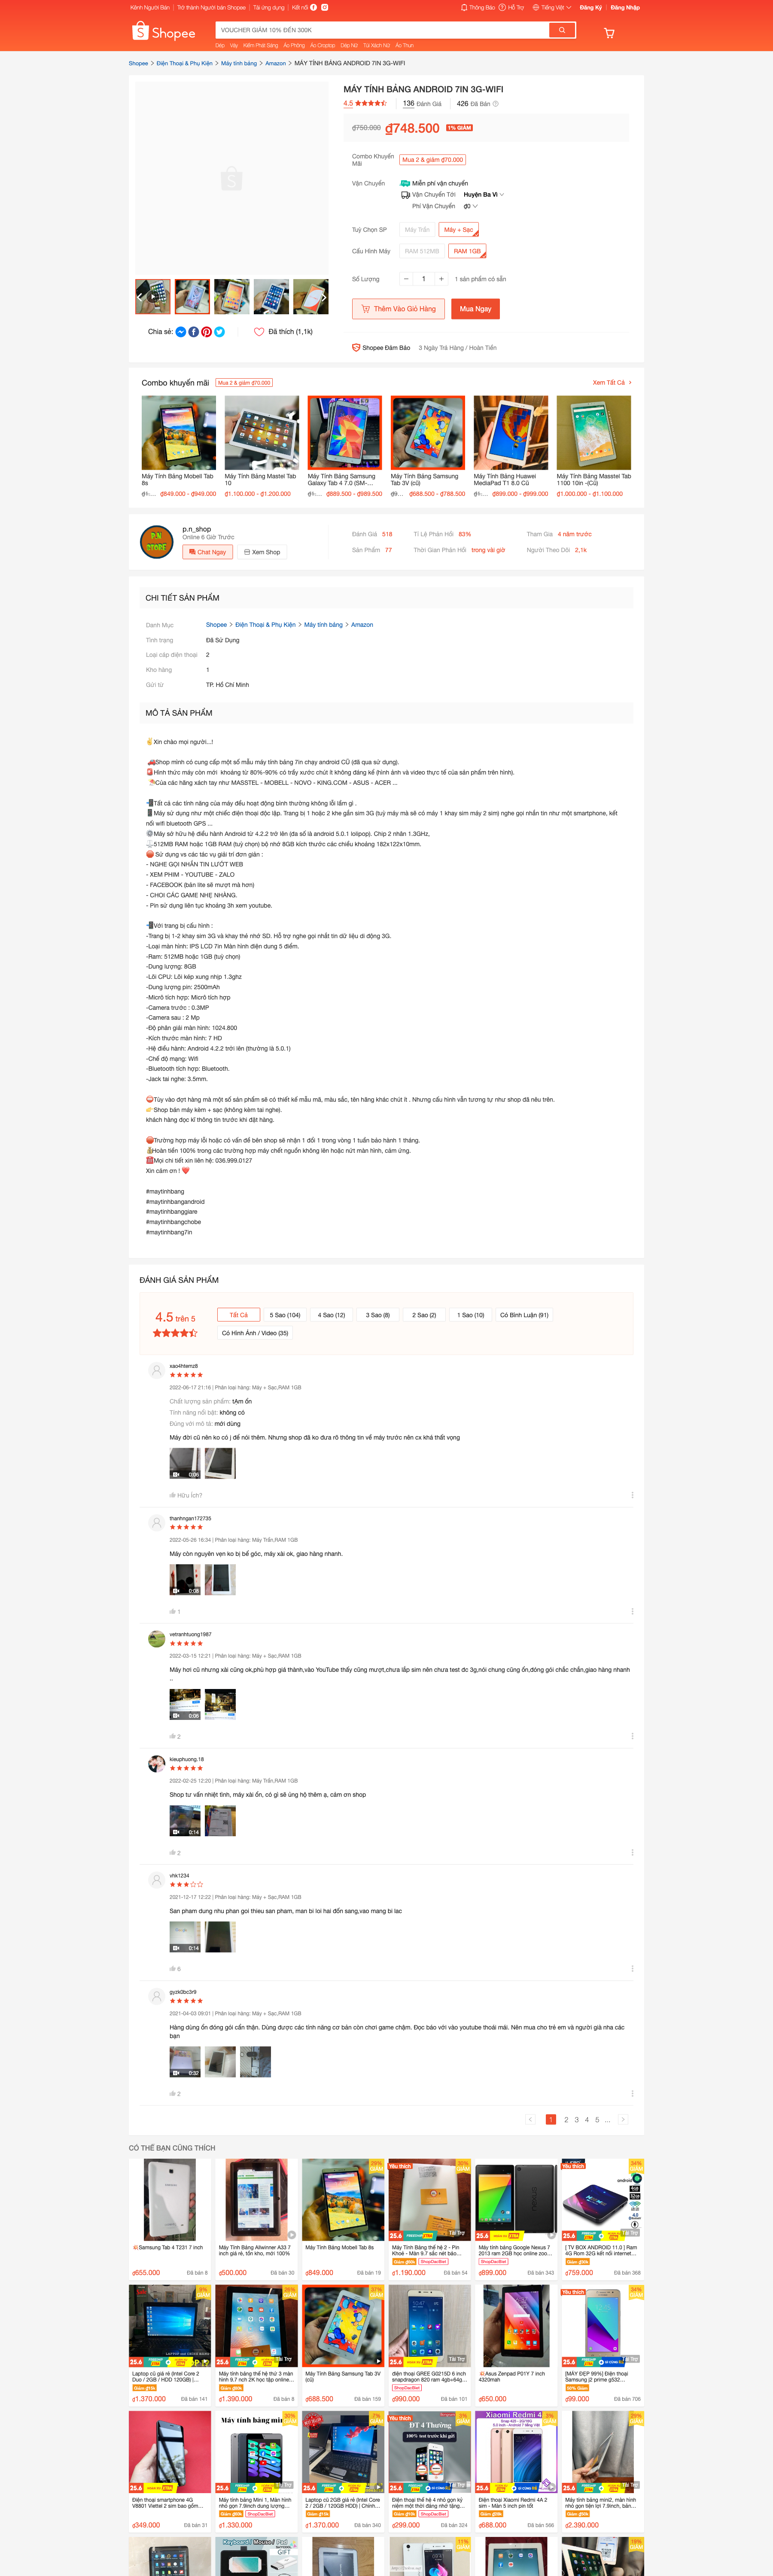 Kênh Người Bán
Trở thành Người bán Shopee
Tải ứng dụng
Kết nối
Thông Báo
Hỗ Trợ
Tiếng Việt
Đăng Ký
Đăng Nhập
Shopee
VOUCHER GIẢM 10% ĐẾN 300K
Dép Váy Kiếm Phát Sáng Áo Phông Áo Croptop Dép Nữ Túi Xách Nữ Áo Thun
Shopee > Điện Thoại & Phụ Kiện > Máy tính bảng > Amazon > MÁY TÍNH BẢNG ANDROID 7IN 3G-WIFI
MÁY TÍNH BẢNG ANDROID 7IN 3G-WIFI
4.5
136 Đánh Giá
426 Đã Bán
₫750.000 ₫748.500 1% GIẢM
Combo Khuyến Mãi
Mua 2 & giảm ₫70.000
Vận Chuyển
Miễn phí vận chuyển
Vận Chuyển Tới Huyện Ba Vì
Phí Vận Chuyển ₫0
Tuỳ Chọn SP Máy Trần Máy + Sạc
Cấu Hình Máy RAM 512MB RAM 1GB
Số Lượng 1 1 sản phẩm có sẵn
Thêm Vào Giỏ Hàng
Mua Ngay
Chia sẻ:
Đã thích (1,1k)
Shopee Đảm Bảo 3 Ngày Trả Hàng / Hoàn Tiền
Combo khuyến mãi Mua 2 & giảm ₫70.000
Xem Tất Cả
Máy Tính Bảng Mobell Tab 8s
₫849.000 - ₫949.000
Máy Tính Bảng Mastel Tab 10
₫1.100.000 - ₫1.200.000
Máy Tính Bảng Samsung Galaxy Tab 4 7.0 (SM-...
₫889.500 - ₫989.500
Máy Tính Bảng Samsung Tab 3V (cũ)
₫688.500 - ₫788.500
Máy Tính Bảng Huawei MediaPad T1 8.0 Cũ
₫899.000 - ₫999.000
Máy Tính Bảng Masstel Tab 1100 10in -(Cũ)
₫1.000.000 - ₫1.100.000
p.n_shop
Online 6 Giờ Trước
Chat Ngay
Xem Shop
Đánh Giá 518
Tỉ Lệ Phản Hồi 83%
Tham Gia 4 năm trước
Sản Phẩm 77
Thời Gian Phản Hồi trong vài giờ
Người Theo Dõi 2,1k
CHI TIẾT SẢN PHẨM
Danh Mục Shopee > Điện Thoại & Phụ Kiện > Máy tính bảng > Amazon
Tình trạng Đã Sử Dụng
Loại cáp điện thoại 2
Kho hàng 1
Gửi từ TP. Hồ Chí Minh
MÔ TẢ SẢN PHẨM
✌Xin chào mọi người...!
Shop mình có cung cấp một số mẫu máy tính bảng 7in chạy android CŨ (đã qua sử dụng).
Hình thức máy còn mới khoảng từ 80%-90% có trầy xước chút ít không đáng kể (hình ảnh và video thực tế của sản phẩm trên hình).
Của các hãng xách tay như MASSTEL - MOBELL - NOVO - KING.COM - ASUS - ACER ...
Tất cả các tính năng của máy đều hoạt động bình thường không lỗi lầm gì .
Máy sử dụng như một chiếc điện thoại độc lập. Trang bị 1 hoặc 2 khe gắn sim 3G (tuỳ máy mà sẽ có máy 1 khay sim máy 2 sim) nghe gọi nhắn tin như một smartphone, kết
nối wifi bluetooth GPS ...
Máy sở hữu hệ điều hành Android từ 4.2.2 trở lên (đa số là android 5.0.1 lolipop). Chip 2 nhân 1.3GHz,
512MB RAM hoặc 1GB RAM (tuỳ chọn) bộ nhớ 8GB kích thước các chiều khoảng 182x122x10mm.
Sử dụng vs các tác vụ giải trí đơn giản :
- NGHE GỌI NHẮN TIN LƯỚT WEB
- XEM PHIM - YOUTUBE - ZALO
- FACEBOOK (bản lite sẽ mượt mà hơn)
- CHƠI CÁC GAME NHẸ NHÀNG.
- Pin sử dụng liên tục khoảng 3h xem youtube.
Với trang bị cấu hình :
-Trang bị 1-2 khay sim 3G và khay thẻ nhớ SD. Hỗ trợ nghe gọi nhất tin dữ liệu di động 3G.
-Loại màn hình: IPS LCD 7in Màn hình điện dung 5 điểm.
-Ram: 512MB hoặc 1GB (tuỳ chọn)
-Dung lượng: 8GB
-Lõi CPU: Lõi kép xung nhịp 1.3ghz
-Dung lượng pin: 2500mAh
-Micrô tích hợp: Micrô tích hợp
-Camera trước : 0.3MP
-Camera sau : 2 Mp
-Độ phân giải màn hình: 1024.800
-Kích thước màn hình: 7 HD
-Hệ điều hành: Android 4.2.2 trới lên (thường là 5.0.1)
-Chế độ mạng: Wifi
-Bluetooth tích hợp: Bluetooth.
-Jack tai nghe: 3.5mm.
Tùy vào đợt hàng mà một số sản phẩm sẽ có thiết kế mẫu mã, màu sắc, tên hãng khác chút ít . Nhưng cấu hình vẫn tương tự như shop đã nêu trên.
Shop bán máy kèm + sạc (không kèm tai nghe).
khách hàng đọc kĩ thông tin trước khi đặt hàng.
Trường hợp máy lỗi hoặc có vấn đề bên shop sẽ nhận 1 đổi 1 trong vòng 1 tuần bảo hành 1 tháng.
Hoàn tiền 100% trong các trường hợp máy chết nguồn không lên hoặc nứt màn hình, cảm ứng.
Mọi chi tiết xin liên hệ: 036.999.0127
Xin cảm ơn ! ❤
#maytinhbang
#maytinhbangandroid
#maytinhbanggiare
#maytinhbangchobe
#maytinhbang7in
ĐÁNH GIÁ SẢN PHẨM
4.5 trên 5
Tất Cả 5 Sao (104) 4 Sao (12) 3 Sao (8) 2 Sao (2) 1 Sao (10) Có Bình Luận (91)
Có Hình Ảnh / Video (35)
xao4htemz8
2022-06-17 21:16 | Phân loại hàng: Máy + Sạc,RAM 1GB
Chất lượng sản phẩm: tẠm ổn
Tính năng nổi bật: không có
Đúng với mô tả: mới dùng
Máy đời cũ nên ko có j để nói thêm. Nhưng shop đã ko đưa rõ thông tin về máy trước nên cx khá thất vọng
0:06
Hữu Ích?
thanhngan172735
2022-05-26 16:34 | Phân loại hàng: Máy Trần,RAM 1GB
Máy còn nguyên vẹn ko bị bể góc, máy xài ok, giao hàng nhanh.
0:08
1
vetranhtuong1987
2022-03-15 12:21 | Phân loại hàng: Máy + Sạc,RAM 1GB
Máy hơi cũ nhưng xài cũng ok,phù hợp giá thành,vào YouTube thấy cũng mượt,chưa lắp sim nên chưa test đc 3g,nói chung cũng ổn,đóng gói chắc chắn,giao hàng nhanh
..
0:06
2
kieuphuong.18
2022-02-25 12:20 | Phân loại hàng: Máy Trần,RAM 1GB
Shop tư vấn nhiệt tình, máy xài ổn, có gì sẽ ủng hộ thêm ạ, cảm ơn shop
0:14
2
vhk1234
2021-12-17 12:22 | Phân loại hàng: Máy + Sạc,RAM 1GB
San pham dung nhu phan goi thieu san pham, man bi loi hai đốn sang,vao mang bi lac
0:14
6
gyzk0bc3r9
2021-04-03 09:01 | Phân loại hàng: Máy + Sạc,RAM 1GB
Hàng dùng ổn đóng gói cẩn thận. Dùng được các tính năng cơ bản còn chơi game chậm. Đọc báo với vào youtube thoải mái. Nên mua cho trẻ em và người già nha các
bạn
0:32
2
1 2 3 4 5 ...
CÓ THỂ BẠN CŨNG THÍCH
Samsung Tab 4 T231 7 inch
₫655.000 Đã bán 8
Máy Tính Bảng Allwinner A33 7 inch giá rẻ, tồn kho, mới 100%
₫500.000 Đã bán 30
Máy Tính Bảng Mobell Tab 8s
₫849.000 Đã bán 19
Máy Tính Bảng thế hệ 2 - Pin Khoẻ - Màn 9.7 sắc nét bảo...
₫1.190.000 Đã bán 54
Máy tính bảng Google Nexus 7 2013 ram 2GB học online zoo...
₫899.000 Đã bán 343
[ TV BOX ANDROID 11.0 ] Ram 4G Rom 32G kết nối internet...
₫759.000 Đã bán 368
Laptop cũ giá rẻ (Intel Core 2 Duo / 2GB / HDD 120GB) |...
₫1.370.000 Đã bán 141
Máy tính bảng thế hệ thứ 3 màn hình 9.7 nch 2K học tập online...
₫1.390.000 Đã bán 8
Máy Tính Bảng Samsung Tab 3V (cũ)
₫688.500 Đã bán 159
điện thoại GREE G0215D 6 inch snapdragon 820 ram 4gb+64g...
₫990.000 Đã bán 101
Asus Zenpad P01Y 7 inch 4320mah
₫650.000
[MÁY ĐẸP 99%] Điện thoại Samsung j2 prime g532...
₫99.000 Đã bán 706
Điện thoại smartphone 4G V8801 Viettel 2 sim bao gồm...
₫349.000 Đã bán 31
Máy tính bảng Mini 1, Màn hình nhỏ gọn 7.9inch dung lượng...
₫1.330.000
Laptop cũ 2GB giá rẻ (Intel Core 2 / 2GB / 120GB HDD) | Chính...
₫1.370.000 Đã bán 340
Điện thoại thế hệ 4 nhỏ gọn kỷ niệm một thời đáng nhớ tặng...
₫299.000 Đã bán 324
Điện thoại Xiaomi Redmi 4A 2 sim - Màn 5 inch pin tốt
₫688.000 Đã bán 566
Máy tính bảng mini2, màn hình nhỏ gọn tiện lợi 7.9inch, bản...
₫2.390.000